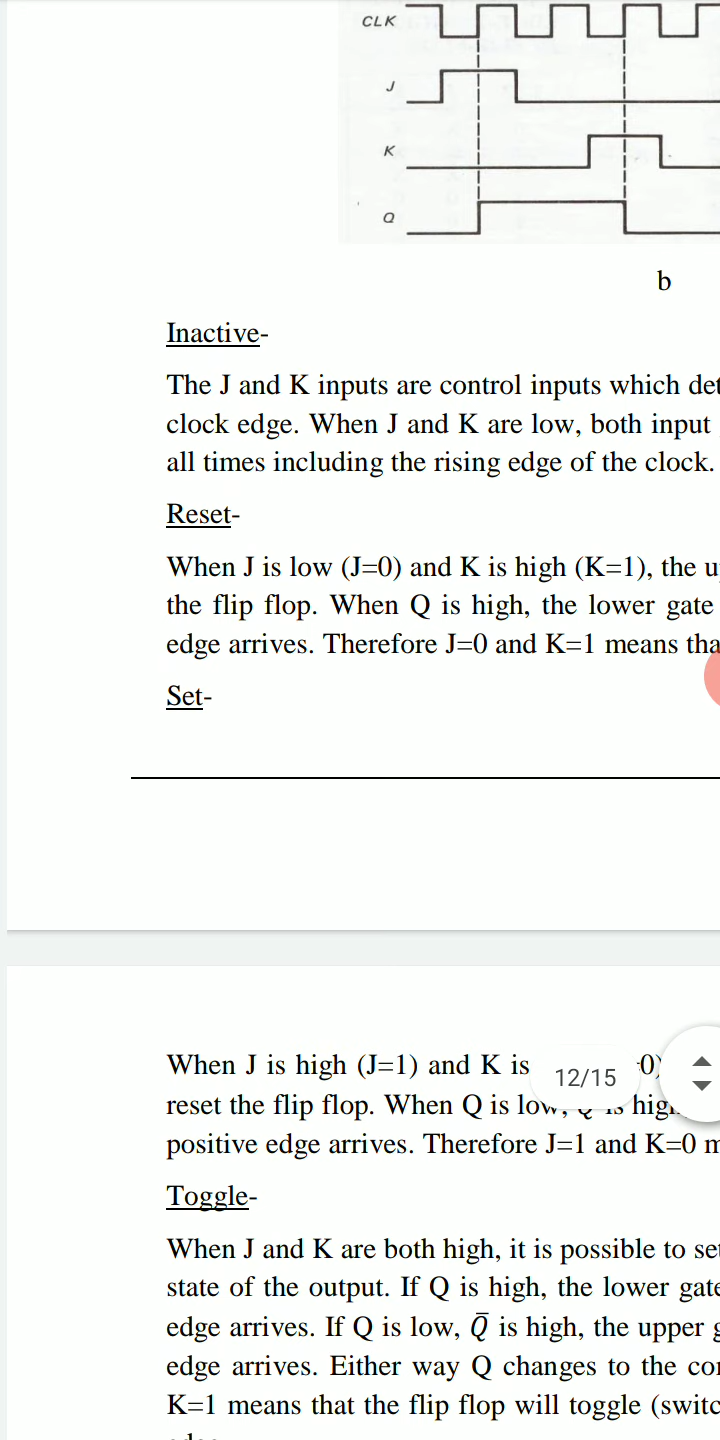 CLK
J
K
Q
b
Inactive-
The J and K inputs are control inputs which
clock edge. When J and K are low, both input
all times including the rising edge of the clock.
Reset-
When J is low (J=0) and K is high (K=1), the
the flip flop. When Q is high, the lower gate
edge arrives. Therefore J=0 and K=1 means
Set-
When J is high (J=1) and K is 0)
12/15
reset the flip flop. When Q is low,
positive edge arrives. Therefore J=1 and K=0
Toggle-
When J and K are both high, it is possible to
state of the output. If Q is high, the lower gate
edge arrives. If Q is low, Q̄ is high, the upper
edge arrives. Either way Q changes to the
K=1 means that the flip flop will toggle